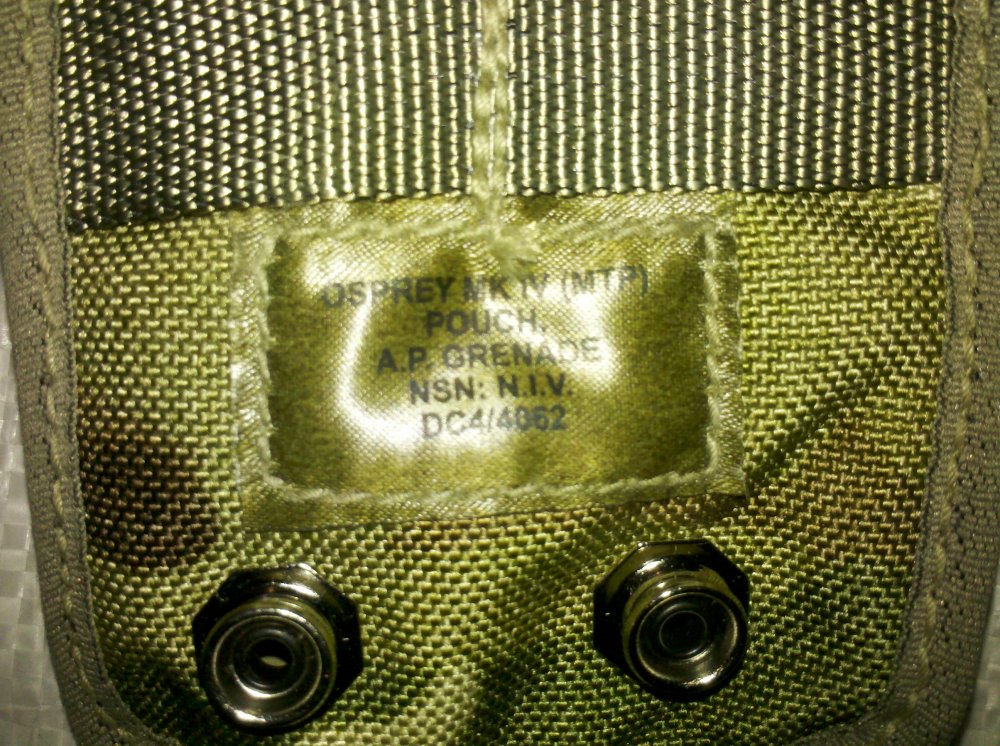 OSPREY MK IV (MTP)
POUCH.
A.P. GRENADE
NSN: N.I.V.
DC4/4062